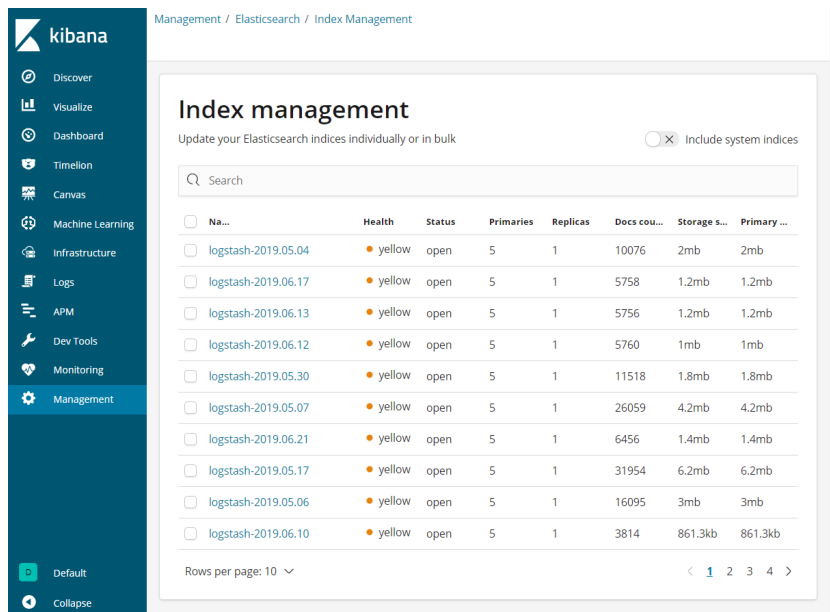 Management / Elasticsearch / Index Management
kibana
Discover
Visualize
Dashboard
Timelion
Canvas
Machine Learning
Infrastructure
Logs
APM
Dev Tools
Monitoring
Management
D Default
Collapse
Index management
Update your Elasticsearch indices individually or in bulk
Include system indices
Search
Na... Health Status Primaries Replicas Docs cou... Storage s... Primary ...
logstash-2019.05.04 yellow open 5 1 10076 2mb 2mb
logstash-2019.06.17 yellow open 5 1 5758 1.2mb 1.2mb
logstash-2019.06.13 yellow open 5 1 5756 1.2mb 1.2mb
logstash-2019.06.12 yellow open 5 1 5760 1mb 1mb
logstash-2019.05.30 yellow open 5 1 11518 1.8mb 1.8mb
logstash-2019.05.07 yellow open 5 1 26059 4.2mb 4.2mb
logstash-2019.06.21 yellow open 5 1 6456 1.4mb 1.4mb
logstash-2019.05.17 yellow open 5 1 31954 6.2mb 6.2mb
logstash-2019.05.06 yellow open 5 1 16095 3mb 3mb
logstash-2019.06.10 yellow open 5 1 3814 861.3kb 861.3kb
Rows per page: 10
1 2 3 4